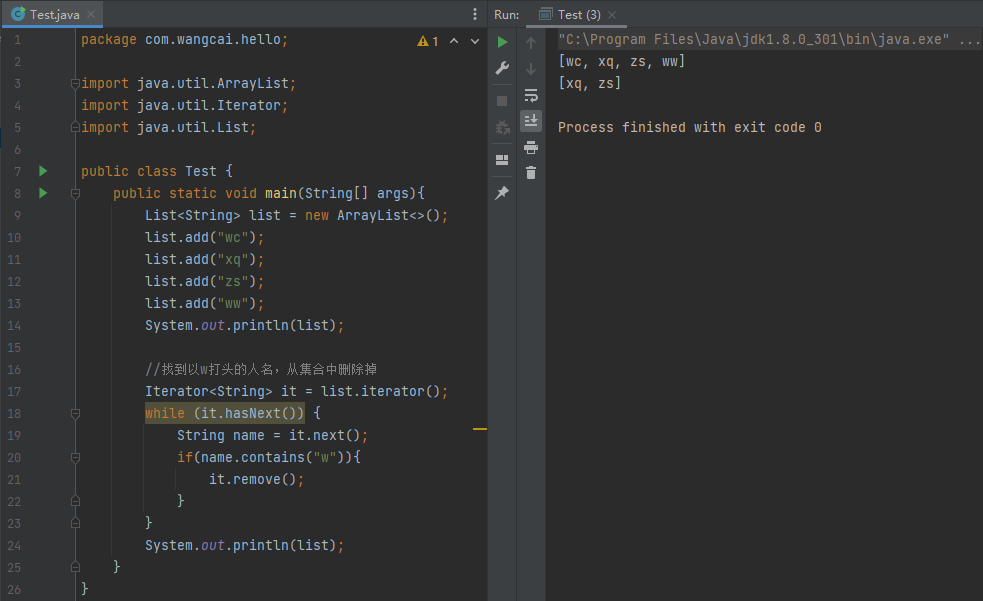 Test.java
Run: Test (3)
1 package com.wangcai.hello; 1
2
3 import java.util.ArrayList;
4 import java.util.Iterator;
5 import java.util.List;
6
7 public class Test {
8 public static void main(String[] args){
9 List<String> list = new ArrayList<>();
10 list.add("wc");
11 list.add("xq");
12 list.add("zs");
13 list.add("ww");
14 System.out.println(list);
15
16 //找到以w打头的人名，从集合中删除掉
17 Iterator<String> it = list.iterator();
18 while (it.hasNext()) {
19 String name = it.next();
20 if(name.contains("w")){
21 it.remove();
22 }
23 }
24 System.out.println(list);
25 }
26 }
"C:\Program Files\Java\jdk1.8.0_301\bin\java.exe" ...
[wc, xq, zs, ww]
[xq, zs]
Process finished with exit code 0